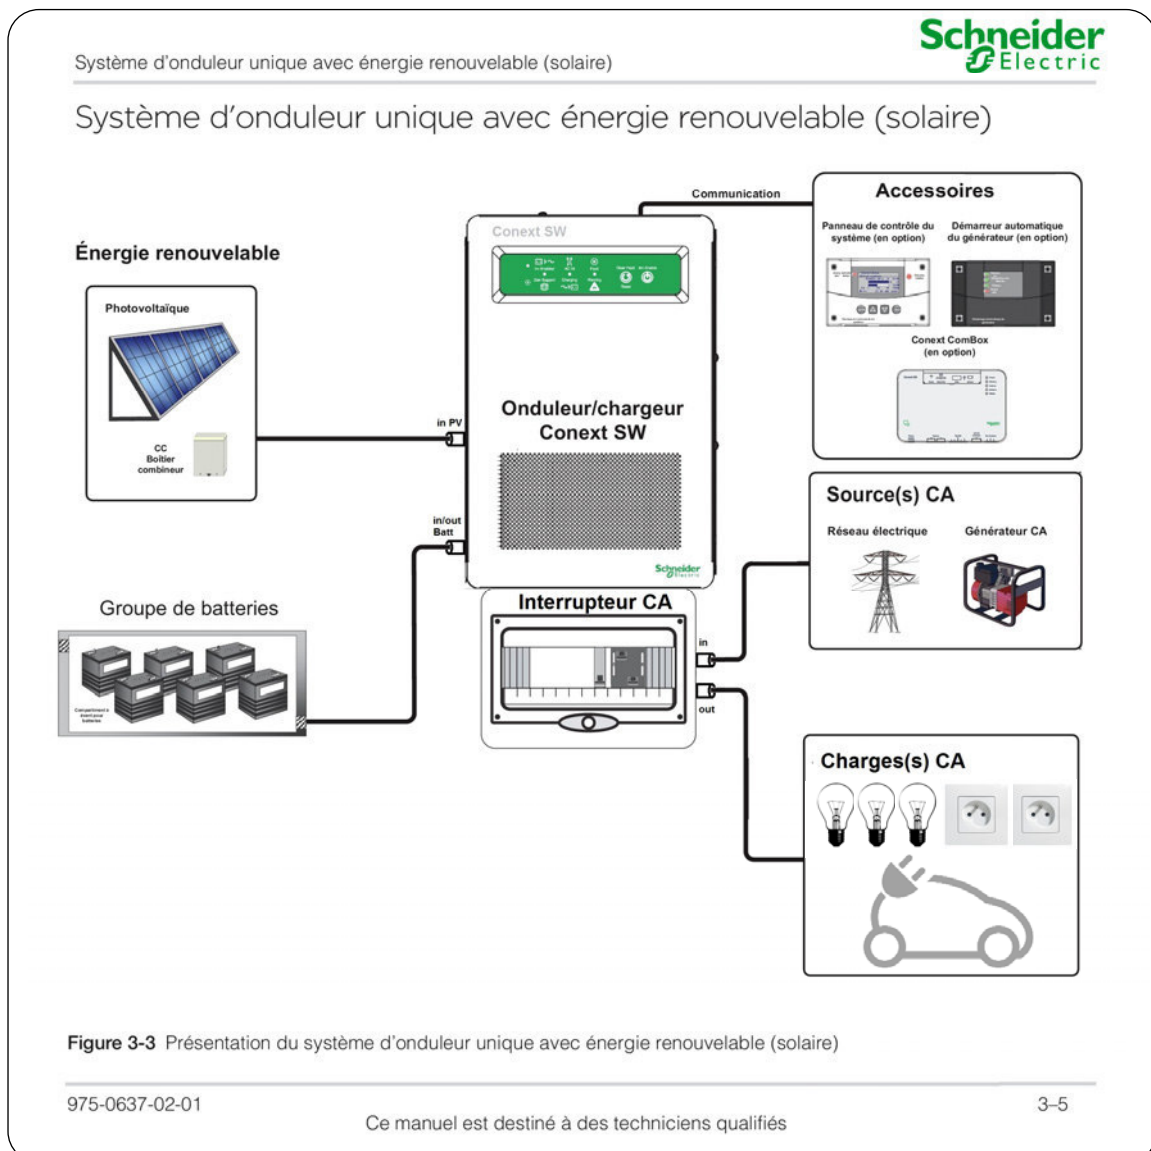 Système d'onduleur unique avec énergie renouvelable (solaire)
Schneider
Electric
Système d'onduleur unique avec énergie renouvelable (solaire)
Communication
Accessoires
Panneau de contrôle du
système (en option)
Démarreur automatique
du générateur (en option)
Conext ComBox
(en option)
Conext SW
Énergie renouvelable
Photovoltaïque
CC
Boîtier
combineur
in PV
Onduleur/chargeur
Conext SW
in/out
Batt
Schneider
Electric
Source(s) CA
Réseau électrique
Générateur CA
Groupe de batteries
Compartiment à
évent pour
batteries
Interrupteur CA
in
out
Charges(s) CA
Figure 3-3 Présentation du système d'onduleur unique avec énergie renouvelable (solaire)
975-0637-02-01
3–5
Ce manuel est destiné à des techniciens qualifiés